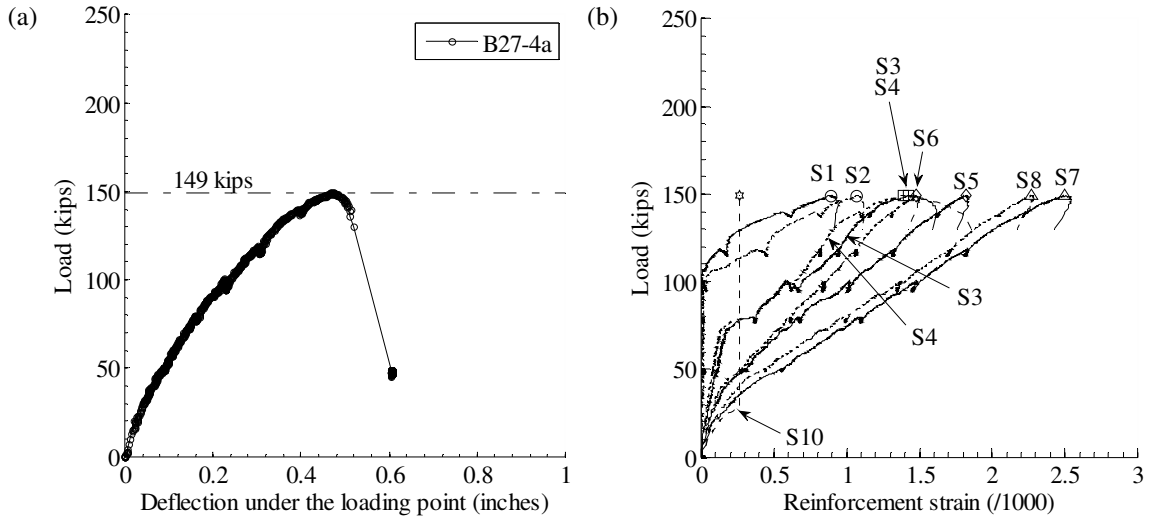 (a)
250
200
150
100
50
0
Load (kips)
B27-4a
149 kips
0 0.2 0.4 0.6 0.8 1
Deflection under the loading point (inches)
(b)
250
200
150
100
50
0
Load (kips)
S3
S4
S6
S1 S2 S5 S8 S7
S3
S4
S10
0 0.5 1 1.5 2 2.5 3
Reinforcement strain (/1000)